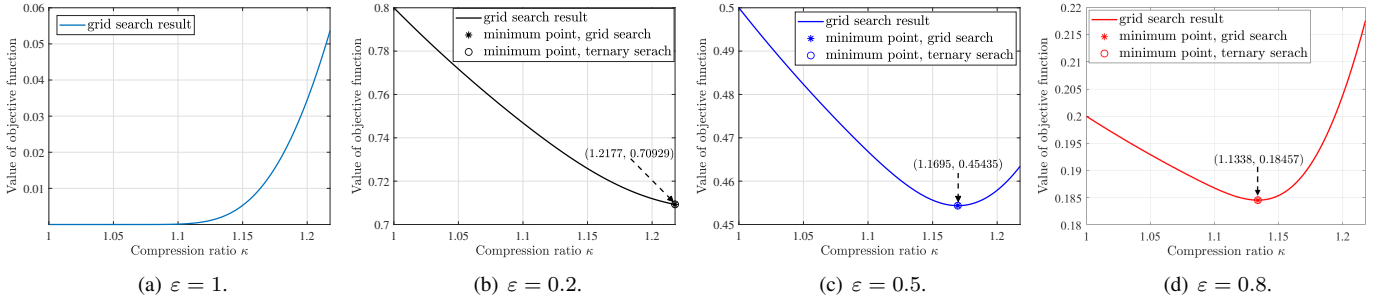 grid search result
Value of objective function
0.06
0.05
0.04
0.03
0.02
0.01
1
1.05
1.1
1.15
1.2
Compression ratio κ
(a) ε = 1.
grid search result
minimum point, grid search
minimum point, ternary serach
(1.2177, 0.70929)
Value of objective function
0.8
0.78
0.76
0.74
0.72
0.7
1
1.05
1.1
1.15
1.2
Compression ratio κ
(b) ε = 0.2.
grid search result
minimum point, grid search
minimum point, ternary serach
(1.1695, 0.45435)
Value of objective function
0.5
0.49
0.48
0.47
0.46
0.45
1
1.05
1.1
1.15
1.2
Compression ratio κ
(c) ε = 0.5.
grid search result
minimum point, grid search
minimum point, ternary serach
(1.1338, 0.18457)
Value of objective function
0.22
0.215
0.21
0.205
0.2
0.195
0.19
0.185
0.18
1
1.05
1.1
1.15
1.2
Compression ratio κ
(d) ε = 0.8.